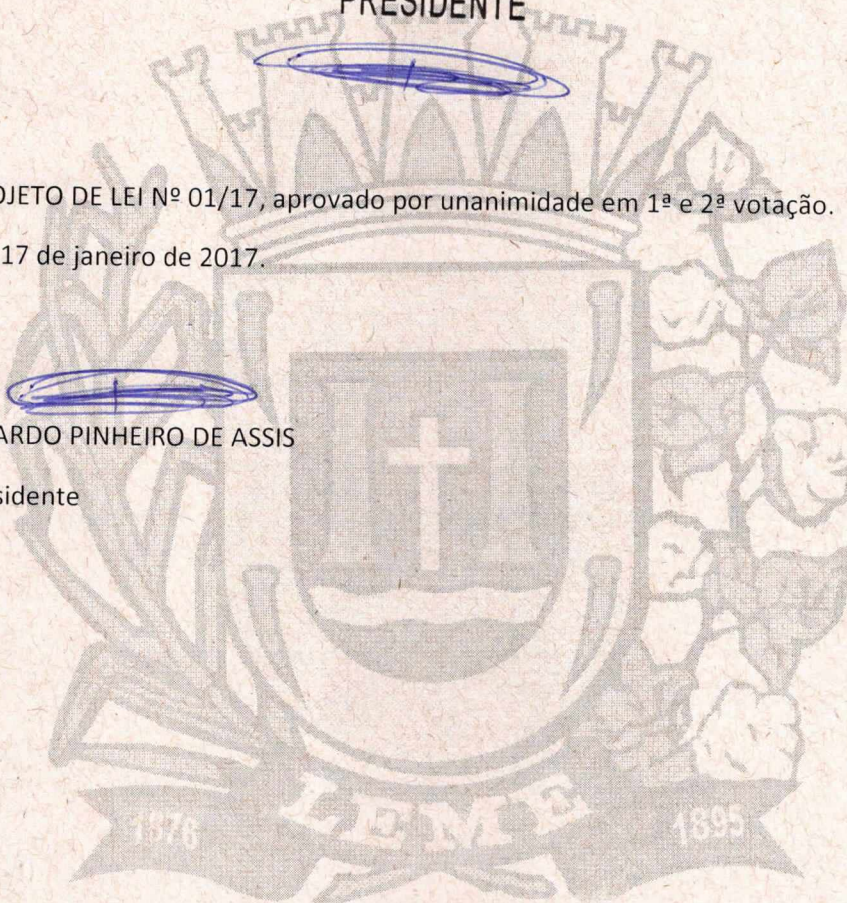 PRESIDENTE
OJETO DE LEI Nº 01/17, aprovado por unanimidade em 1ª e 2ª votação.
17 de janeiro de 2017.
ARDO PINHEIRO DE ASSIS
sidente
1876 LEME 1895